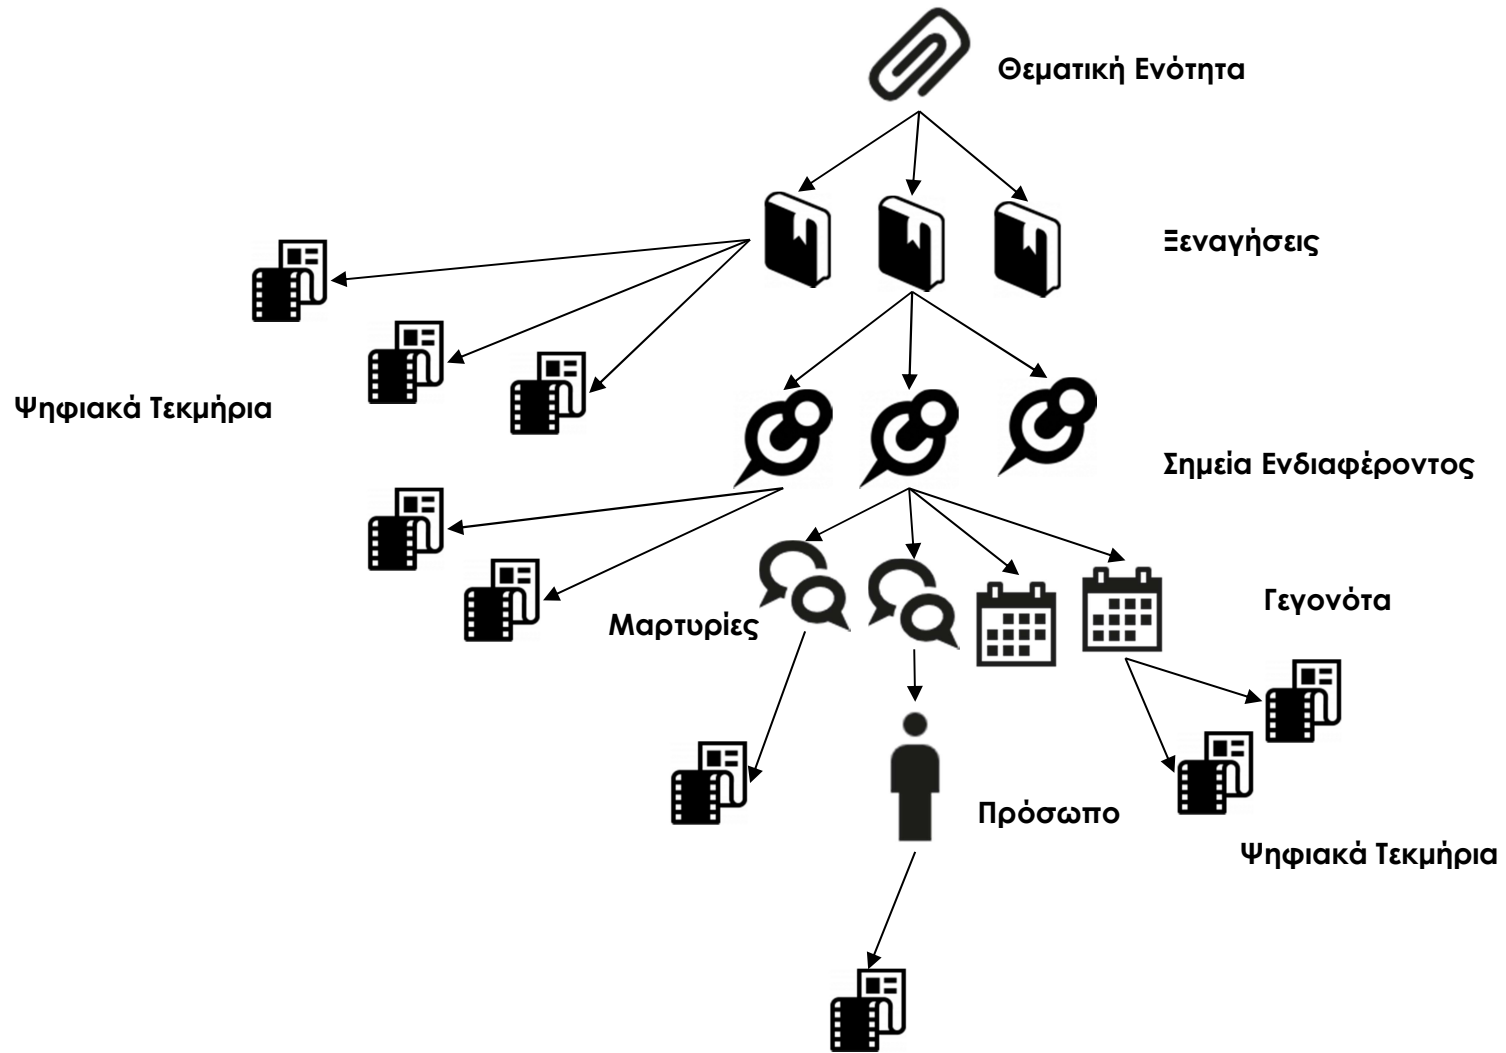 Θεματική Ενότητα
Ξεναγήσεις
Ψηφιακά Τεκμήρια
Σημεία Ενδιαφέροντος
Γεγονότα
Μαρτυρίες
Πρόσωπο
Ψηφιακά Τεκμήρια